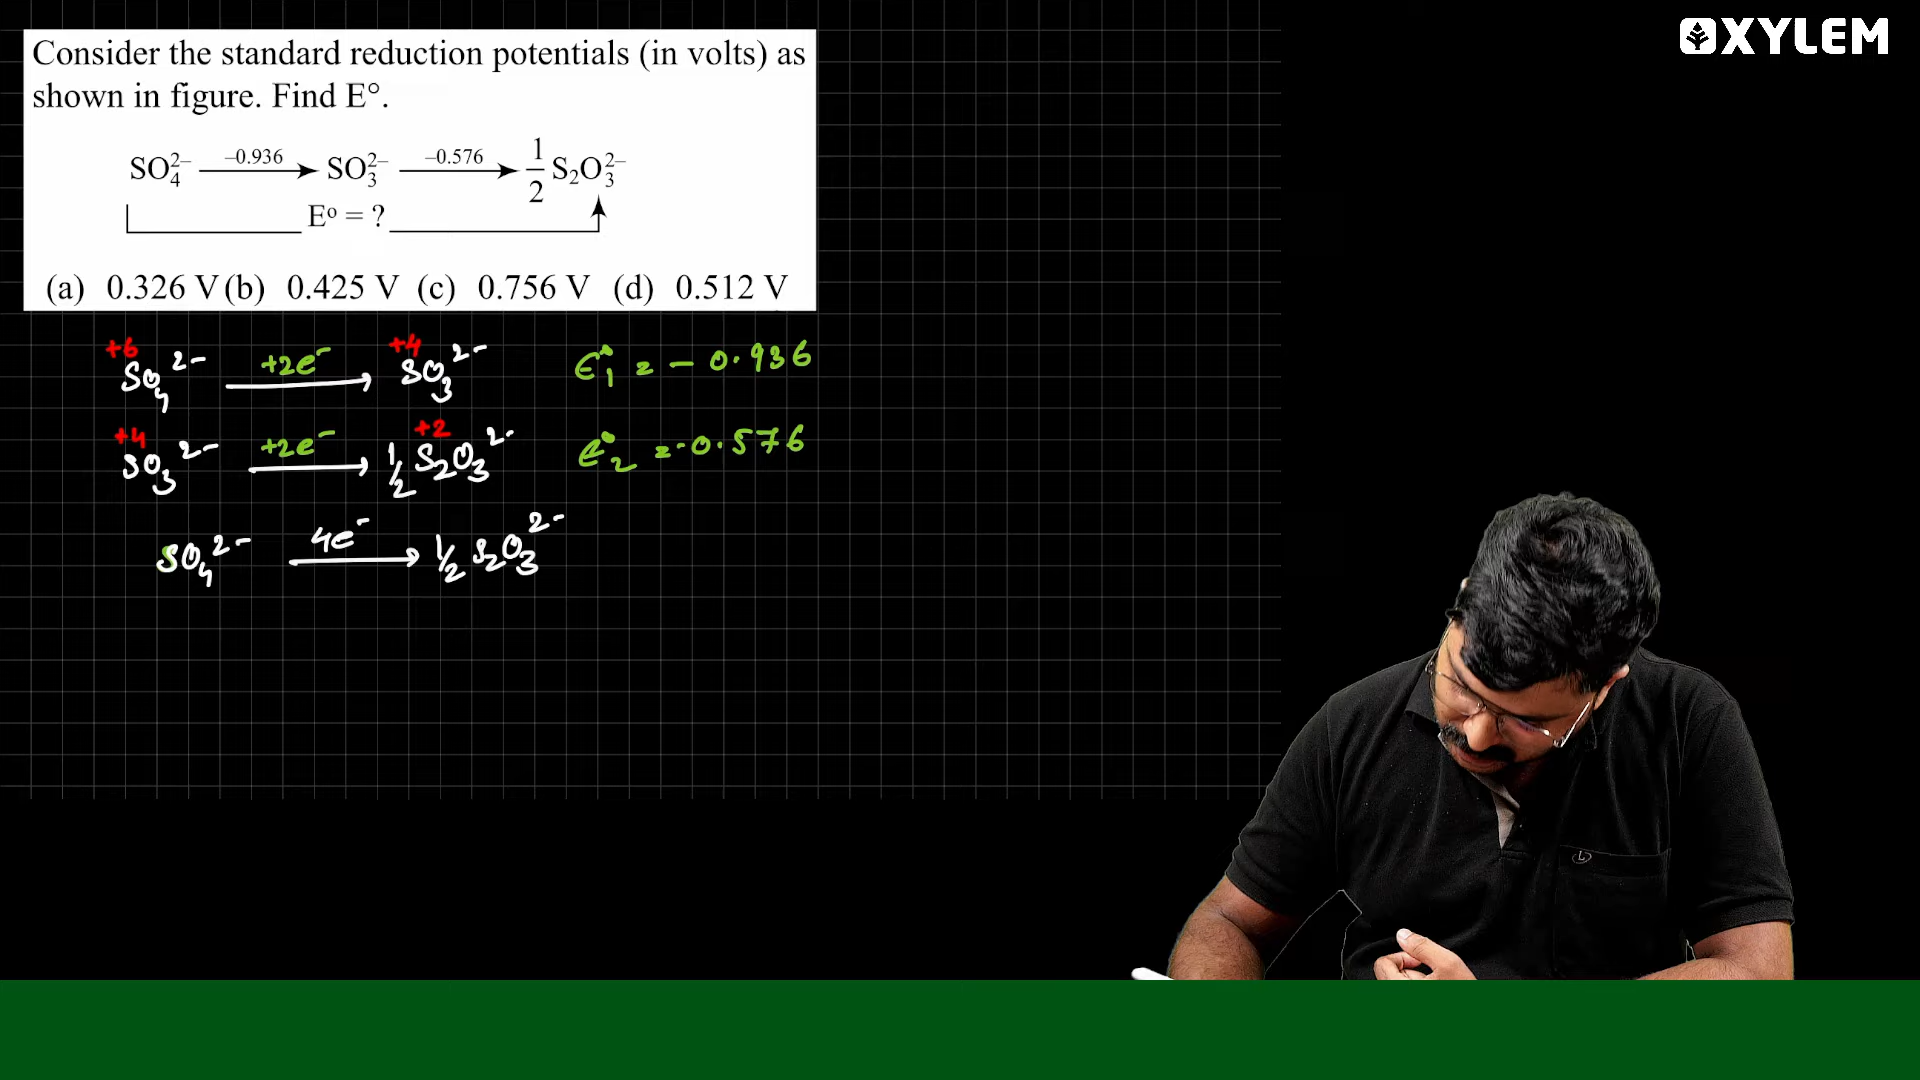 XYLEM
Consider the standard reduction potentials (in volts) as
shown in figure. Find E°.
SO₄²⁻ –0.936 → SO₃²⁻ –0.576 → 1/2 S₂O₃²⁻
E° = ?
(a) 0.326 V (b) 0.425 V (c) 0.756 V (d) 0.512 V
+6 SO₄²⁻ +2e⁻ → +4 SO₃²⁻ E°₁ = – 0.936
+4 SO₃²⁻ +2e⁻ → +2 ½ S₂O₃²⁻ E°₂ = -0.576
SO₄²⁻ 4e⁻ → ½ S₂O₃²⁻